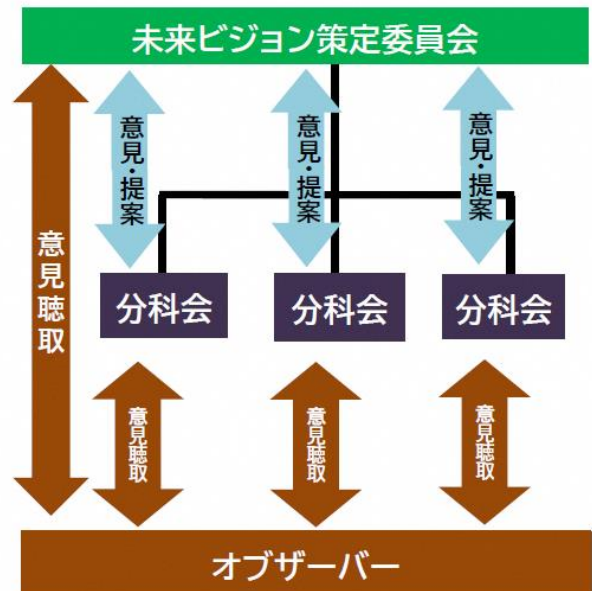 未来ビジョン策定委員会
意見・提案
意見・提案
意見・提案
意見聴取
分科会
分科会
分科会
意見聴取
意見聴取
意見聴取
オブザーバー